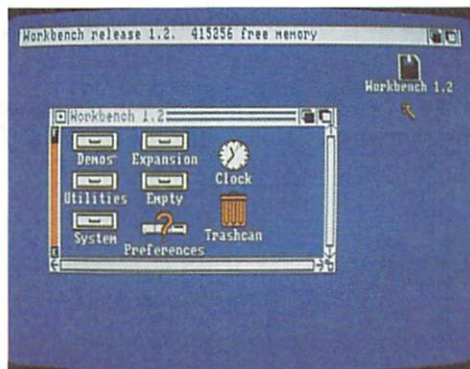 Workbench release 1.2. 415256 free memory
Workbench 1.2
Workbench 1.2
Demos Expansion
Clock
Utilities Empty
System Preferences Trashcan